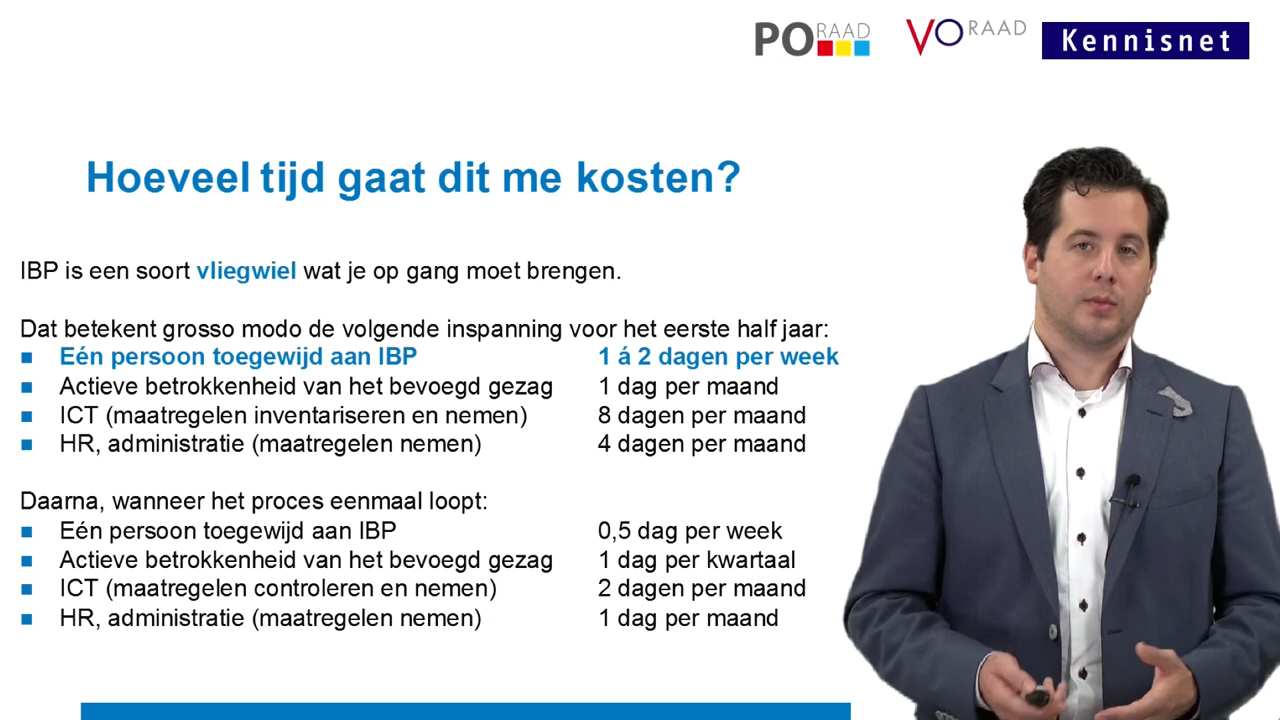 PO RAAD
VO RAAD
Kennisnet
Hoeveel tijd gaat dit me kosten?
IBP is een soort vliegwiel wat je op gang moet brengen.
Dat betekent grosso modo de volgende inspanning voor het eerste half jaar:
Eén persoon toegewijd aan IBP 1 á 2 dagen per week
Actieve betrokkenheid van het bevoegd gezag 1 dag per maand
ICT (maatregelen inventariseren en nemen) 8 dagen per maand
HR, administratie (maatregelen nemen) 4 dagen per maand
Daarna, wanneer het proces eenmaal loopt:
Eén persoon toegewijd aan IBP 0,5 dag per week
Actieve betrokkenheid van het bevoegd gezag 1 dag per kwartaal
ICT (maatregelen controleren en nemen) 2 dagen per maand
HR, administratie (maatregelen nemen) 1 dag per maand